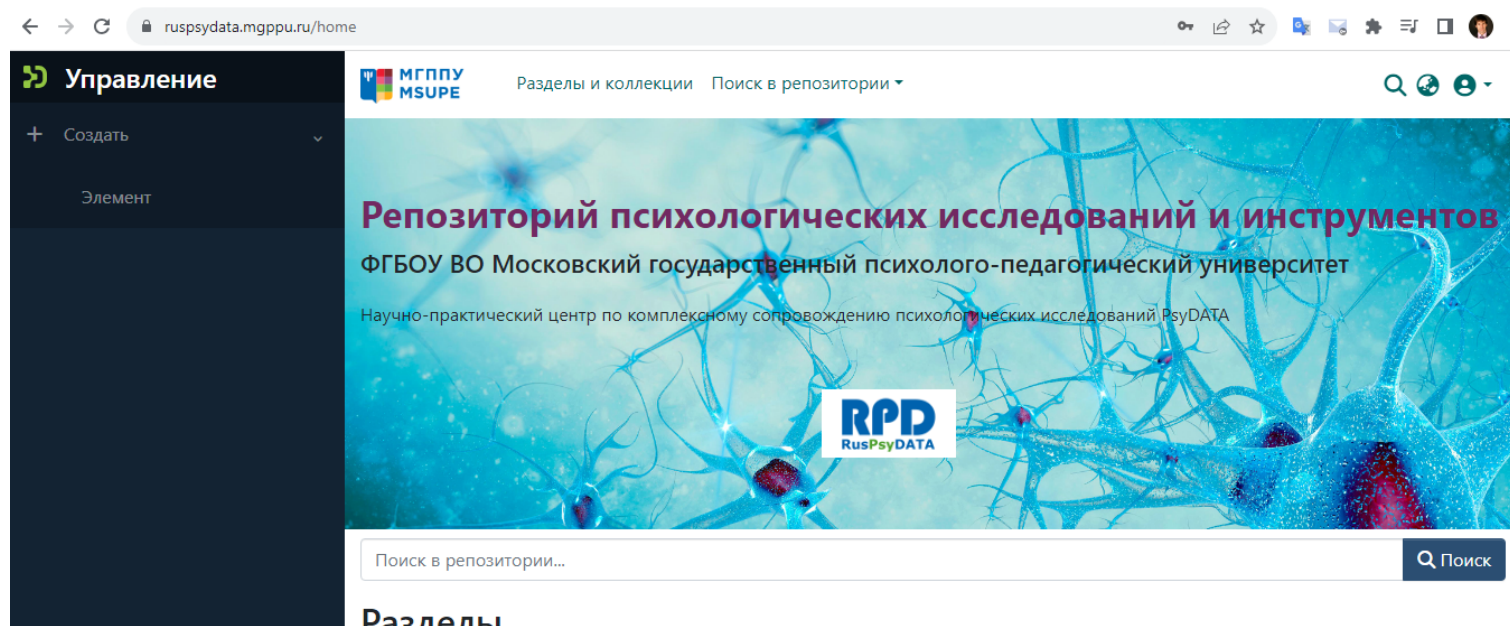 ruspsydata.mgppu.ru/home
Управление
МГППУ
MSUPE
Разделы и коллекции Поиск в репозитории
Создать
Элемент
Репозиторий психологических исследований и инструментов
ФГБОУ ВО Московский государственный психолого-педагогический университет
Научно-практический центр по комплексному сопровождению психологических исследований PsyDATA
RPD
RusPsyDATA
Поиск в репозитории...
Поиск
Разделы